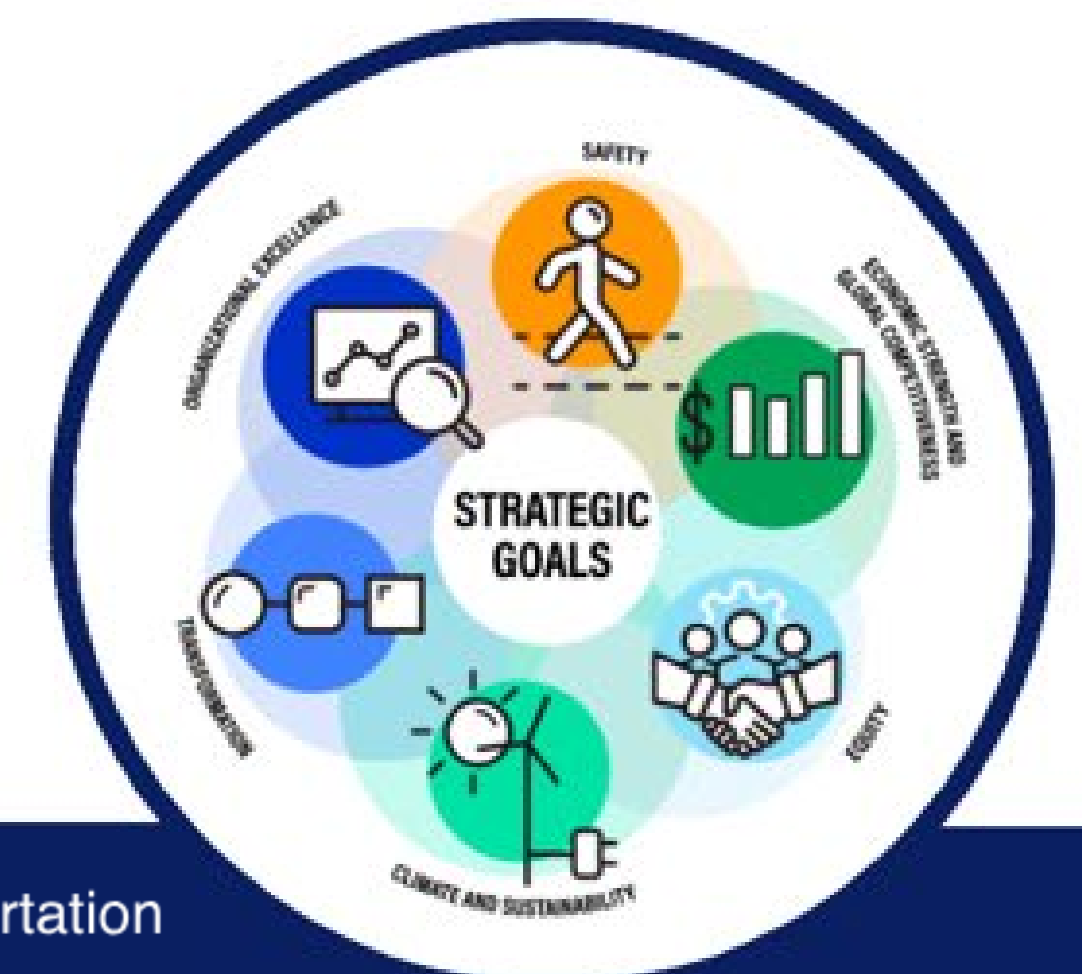 SAFETY
ORGANIZATIONAL EXCELLENCE
ECONOMIC STRENGTH AND
GLOBAL COMPETITIVENESS
$
STRATEGIC
GOALS
TRANSFORMATION
EQUITY
CLIMATE AND SUSTAINABILITY
rtation